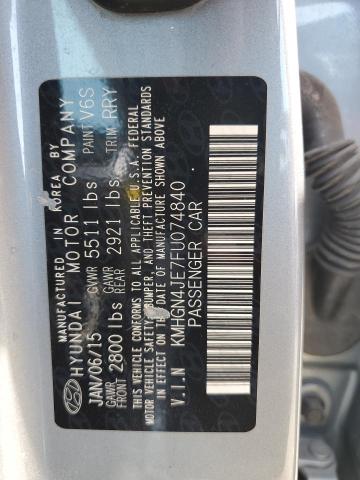 MANUFACTURED BY
IN KOREA BY
HYUNDAI MOTOR COMPANY
JAN/06/15 GVWR 5511 lbs PAINT V6S
GAWR FRONT 2800 lbs GAWR REAR 2921 lbs TRIM RRY
THIS VEHICLE CONFORMS TO ALL APPLICABLE U.S.A. FEDERAL
MOTOR VEHICLE SAFETY, BUMPER, AND THEFT PREVENTION STANDARDS
IN EFFECT ON THE DATE OF MANUFACTURE SHOWN ABOVE
V.I.N KMHGN4JE7FU074840
PASSENGER CAR